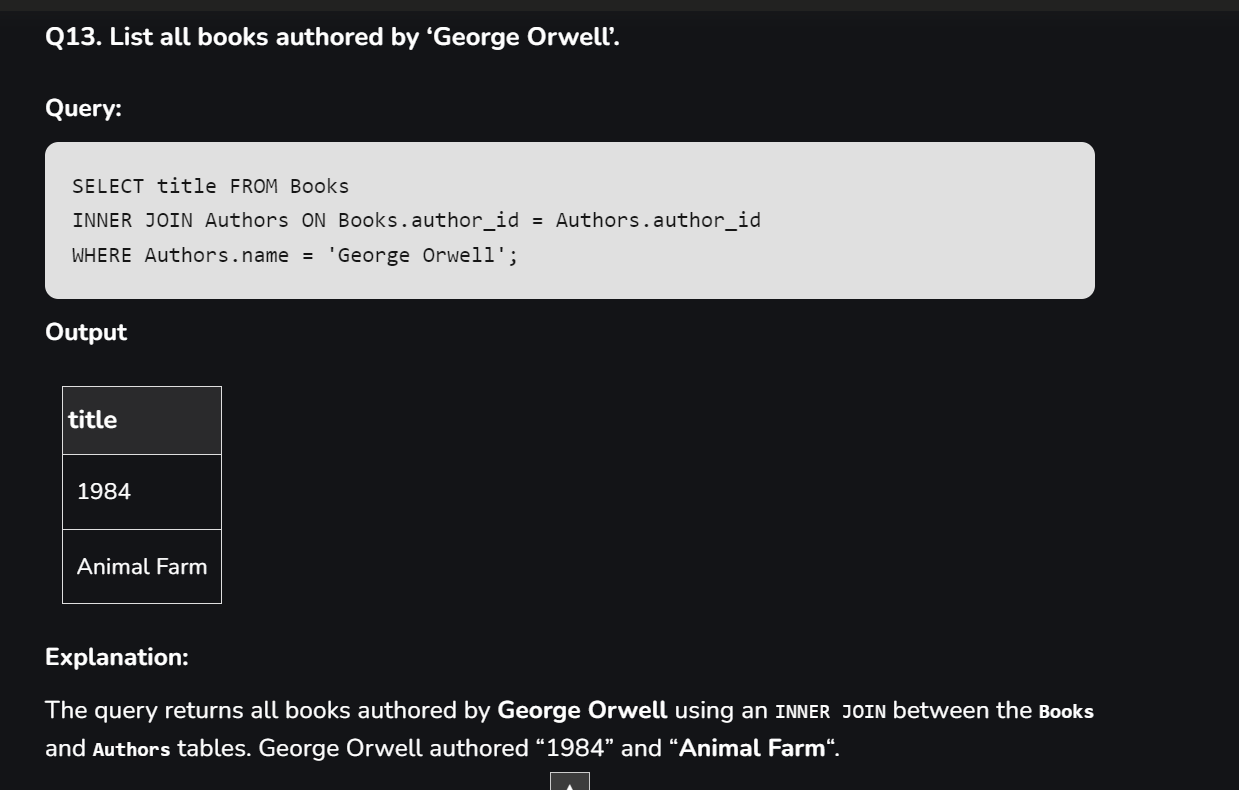 Q13. List all books authored by ‘George Orwell’.
Query:
SELECT title FROM Books
INNER JOIN Authors ON Books.author_id = Authors.author_id
WHERE Authors.name = 'George Orwell';
Output
title
1984
Animal Farm
Explanation:
The query returns all books authored by George Orwell using an INNER JOIN between the Books
and Authors tables. George Orwell authored “1984” and “Animal Farm“.